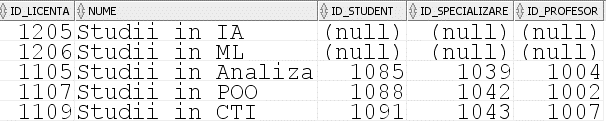 ID_LICENTA NUME ID_STUDENT ID_SPECIALIZARE ID_PROFESOR
1205 Studii in IA (null) (null) (null)
1206 Studii in ML (null) (null) (null)
1105 Studii in Analiza 1085 1039 1004
1107 Studii in POO 1088 1042 1002
1109 Studii in CTI 1091 1043 1007